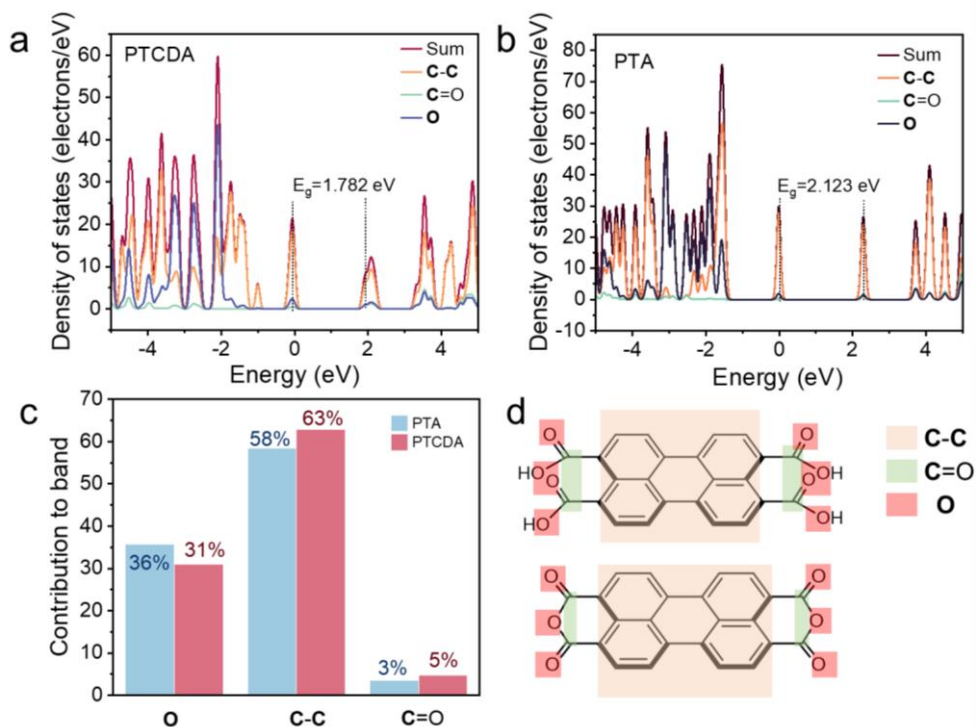 a
PTCDA
Sum
C-C
C=O
O
Eg=1.782 eV
Density of states (electrons/eV)
60
50
40
30
20
10
0
-4
-2
0
2
4
Energy (eV)
b
PTA
Sum
C-C
C=O
O
Eg=2.123 eV
Density of states (electrons/eV)
80
70
60
50
40
30
20
10
0
-10
-4
-2
0
2
4
Energy (eV)
c
PTA
PTCDA
Contribution to band
70
60
50
40
30
20
10
0
36%
31%
58%
63%
3%
5%
O
C-C
C=O
d
O
O
HO
OH
O
O
HO
OH
O
O
O
O
O
O
C-C
C=O
O